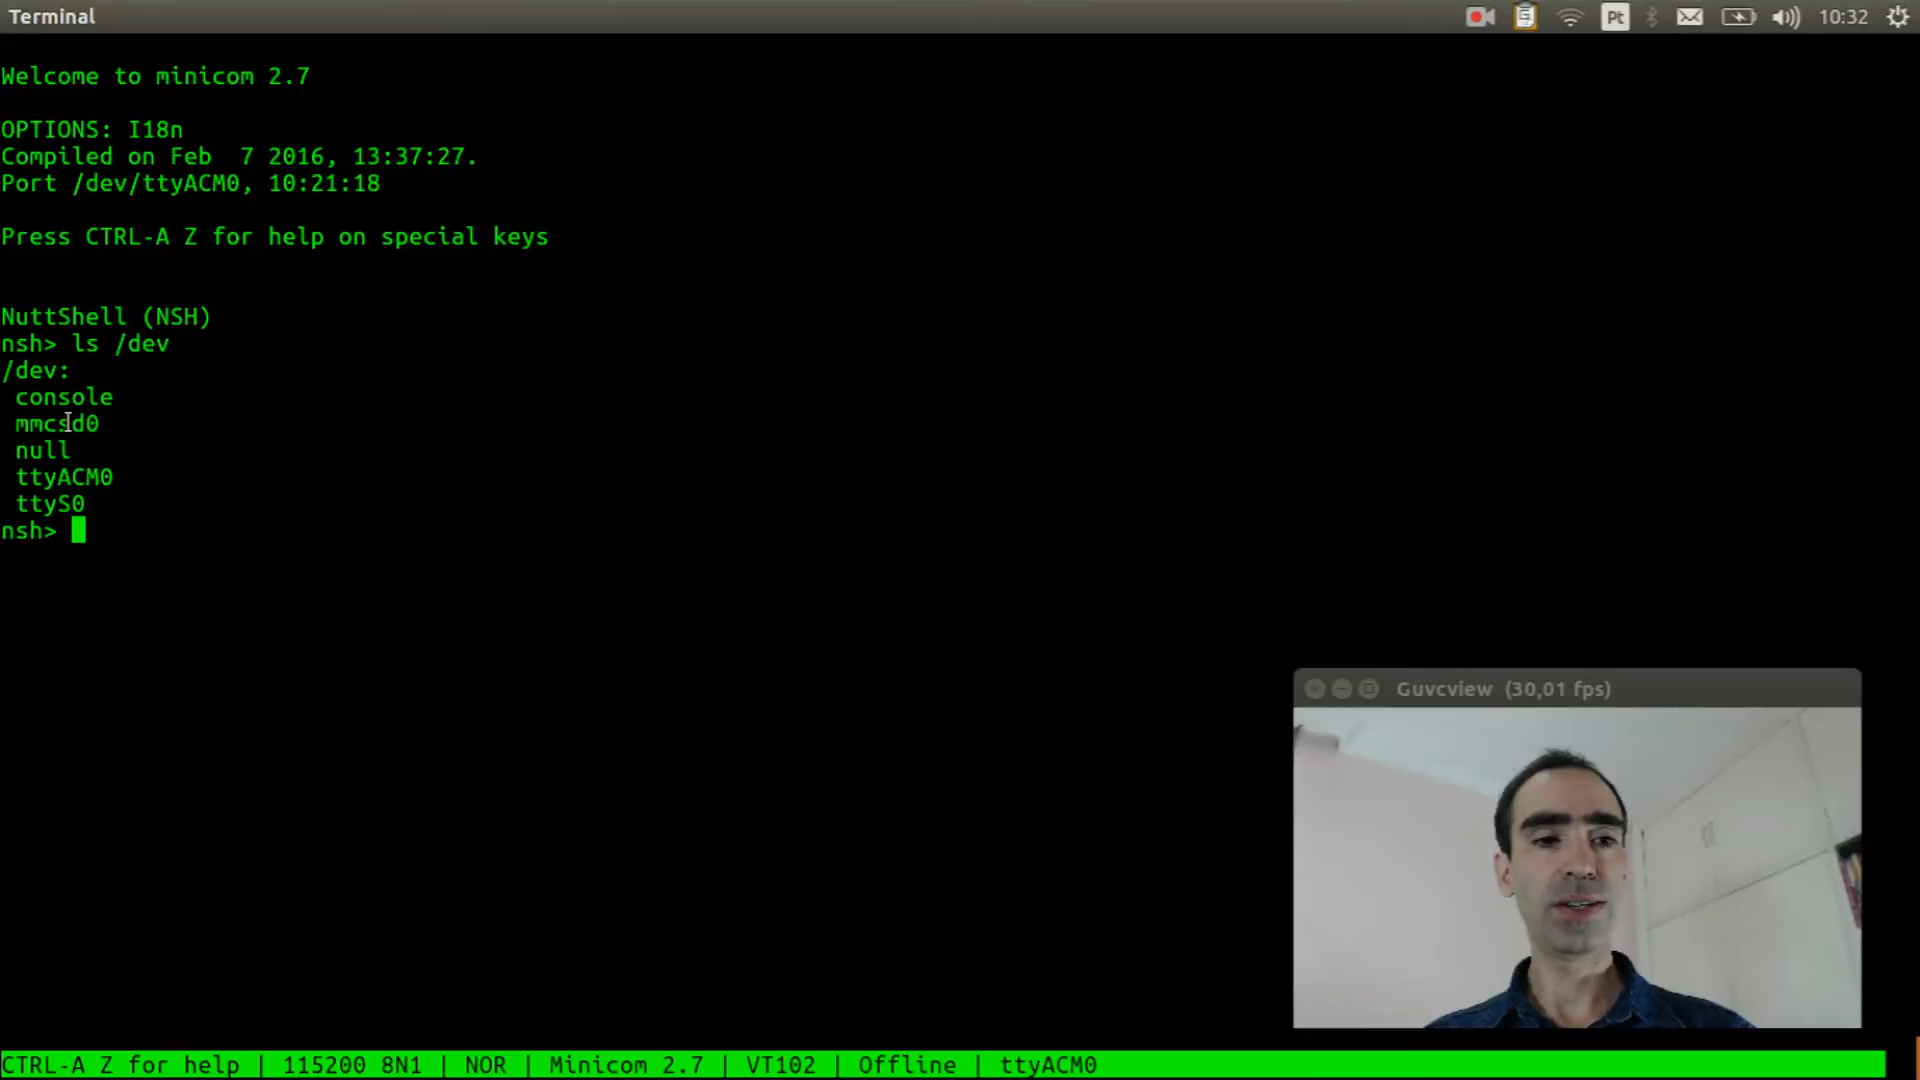 Terminal
Pt
10:32
Welcome to minicom 2.7
OPTIONS: I18n
Compiled on Feb  7 2016, 13:37:27.
Port /dev/ttyACM0, 10:21:18
Press CTRL-A Z for help on special keys
NuttShell (NSH)
nsh> ls /dev
/dev:
 console
 mmcsd0
 null
 ttyACM0
 ttyS0
nsh>
Guvcview (30,01 fps)
CTRL-A Z for help | 115200 8N1 | NOR | Minicom 2.7 | VT102 | Offline | ttyACM0